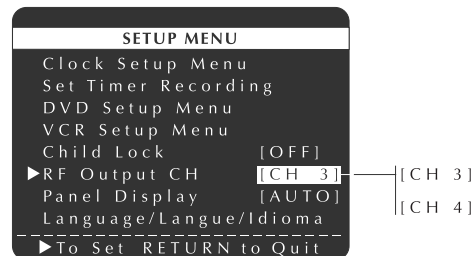 SETUP MENU
Clock Setup Menu
Set Timer Recording
DVD Setup Menu
VCR Setup Menu
Child Lock [OFF]
▶RF Output CH [CH 3] [CH 3]
Panel Display [AUTO]
[CH 4]
Language/Langue/Idioma
▶To Set RETURN to Quit